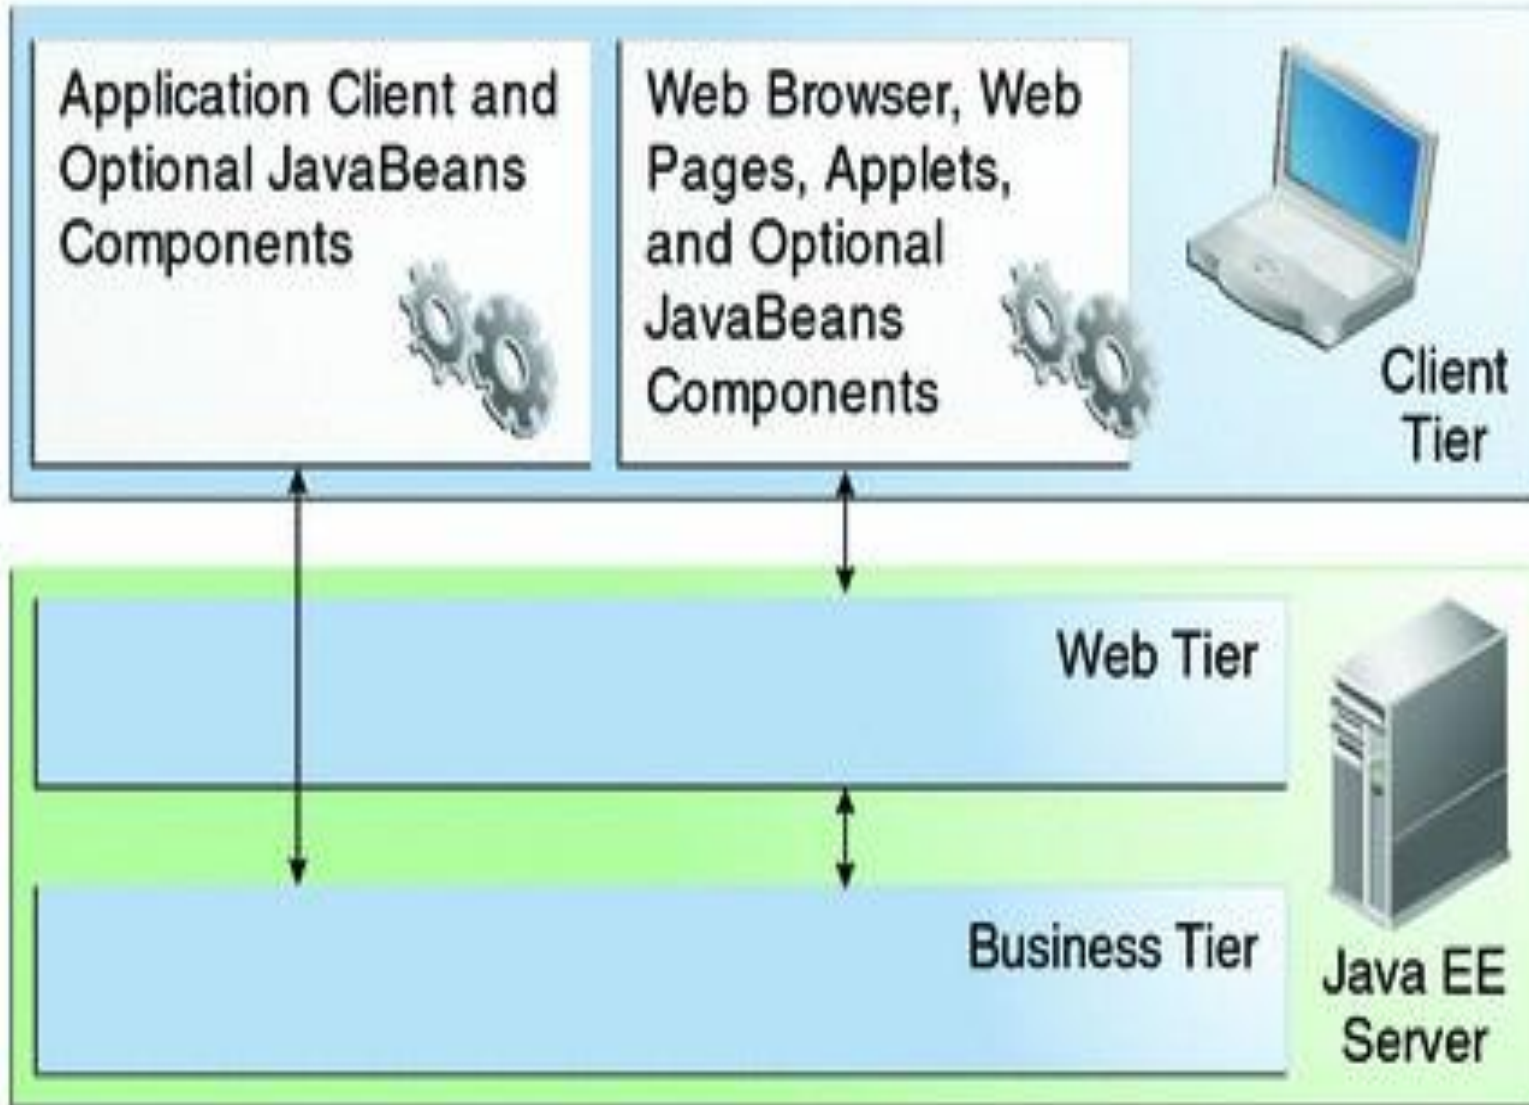 Application Client and
Optional JavaBeans
Components
Web Browser, Web
Pages, Applets,
and Optional
JavaBeans
Components
Client
Tier
Web Tier
Business Tier
Java EE
Server